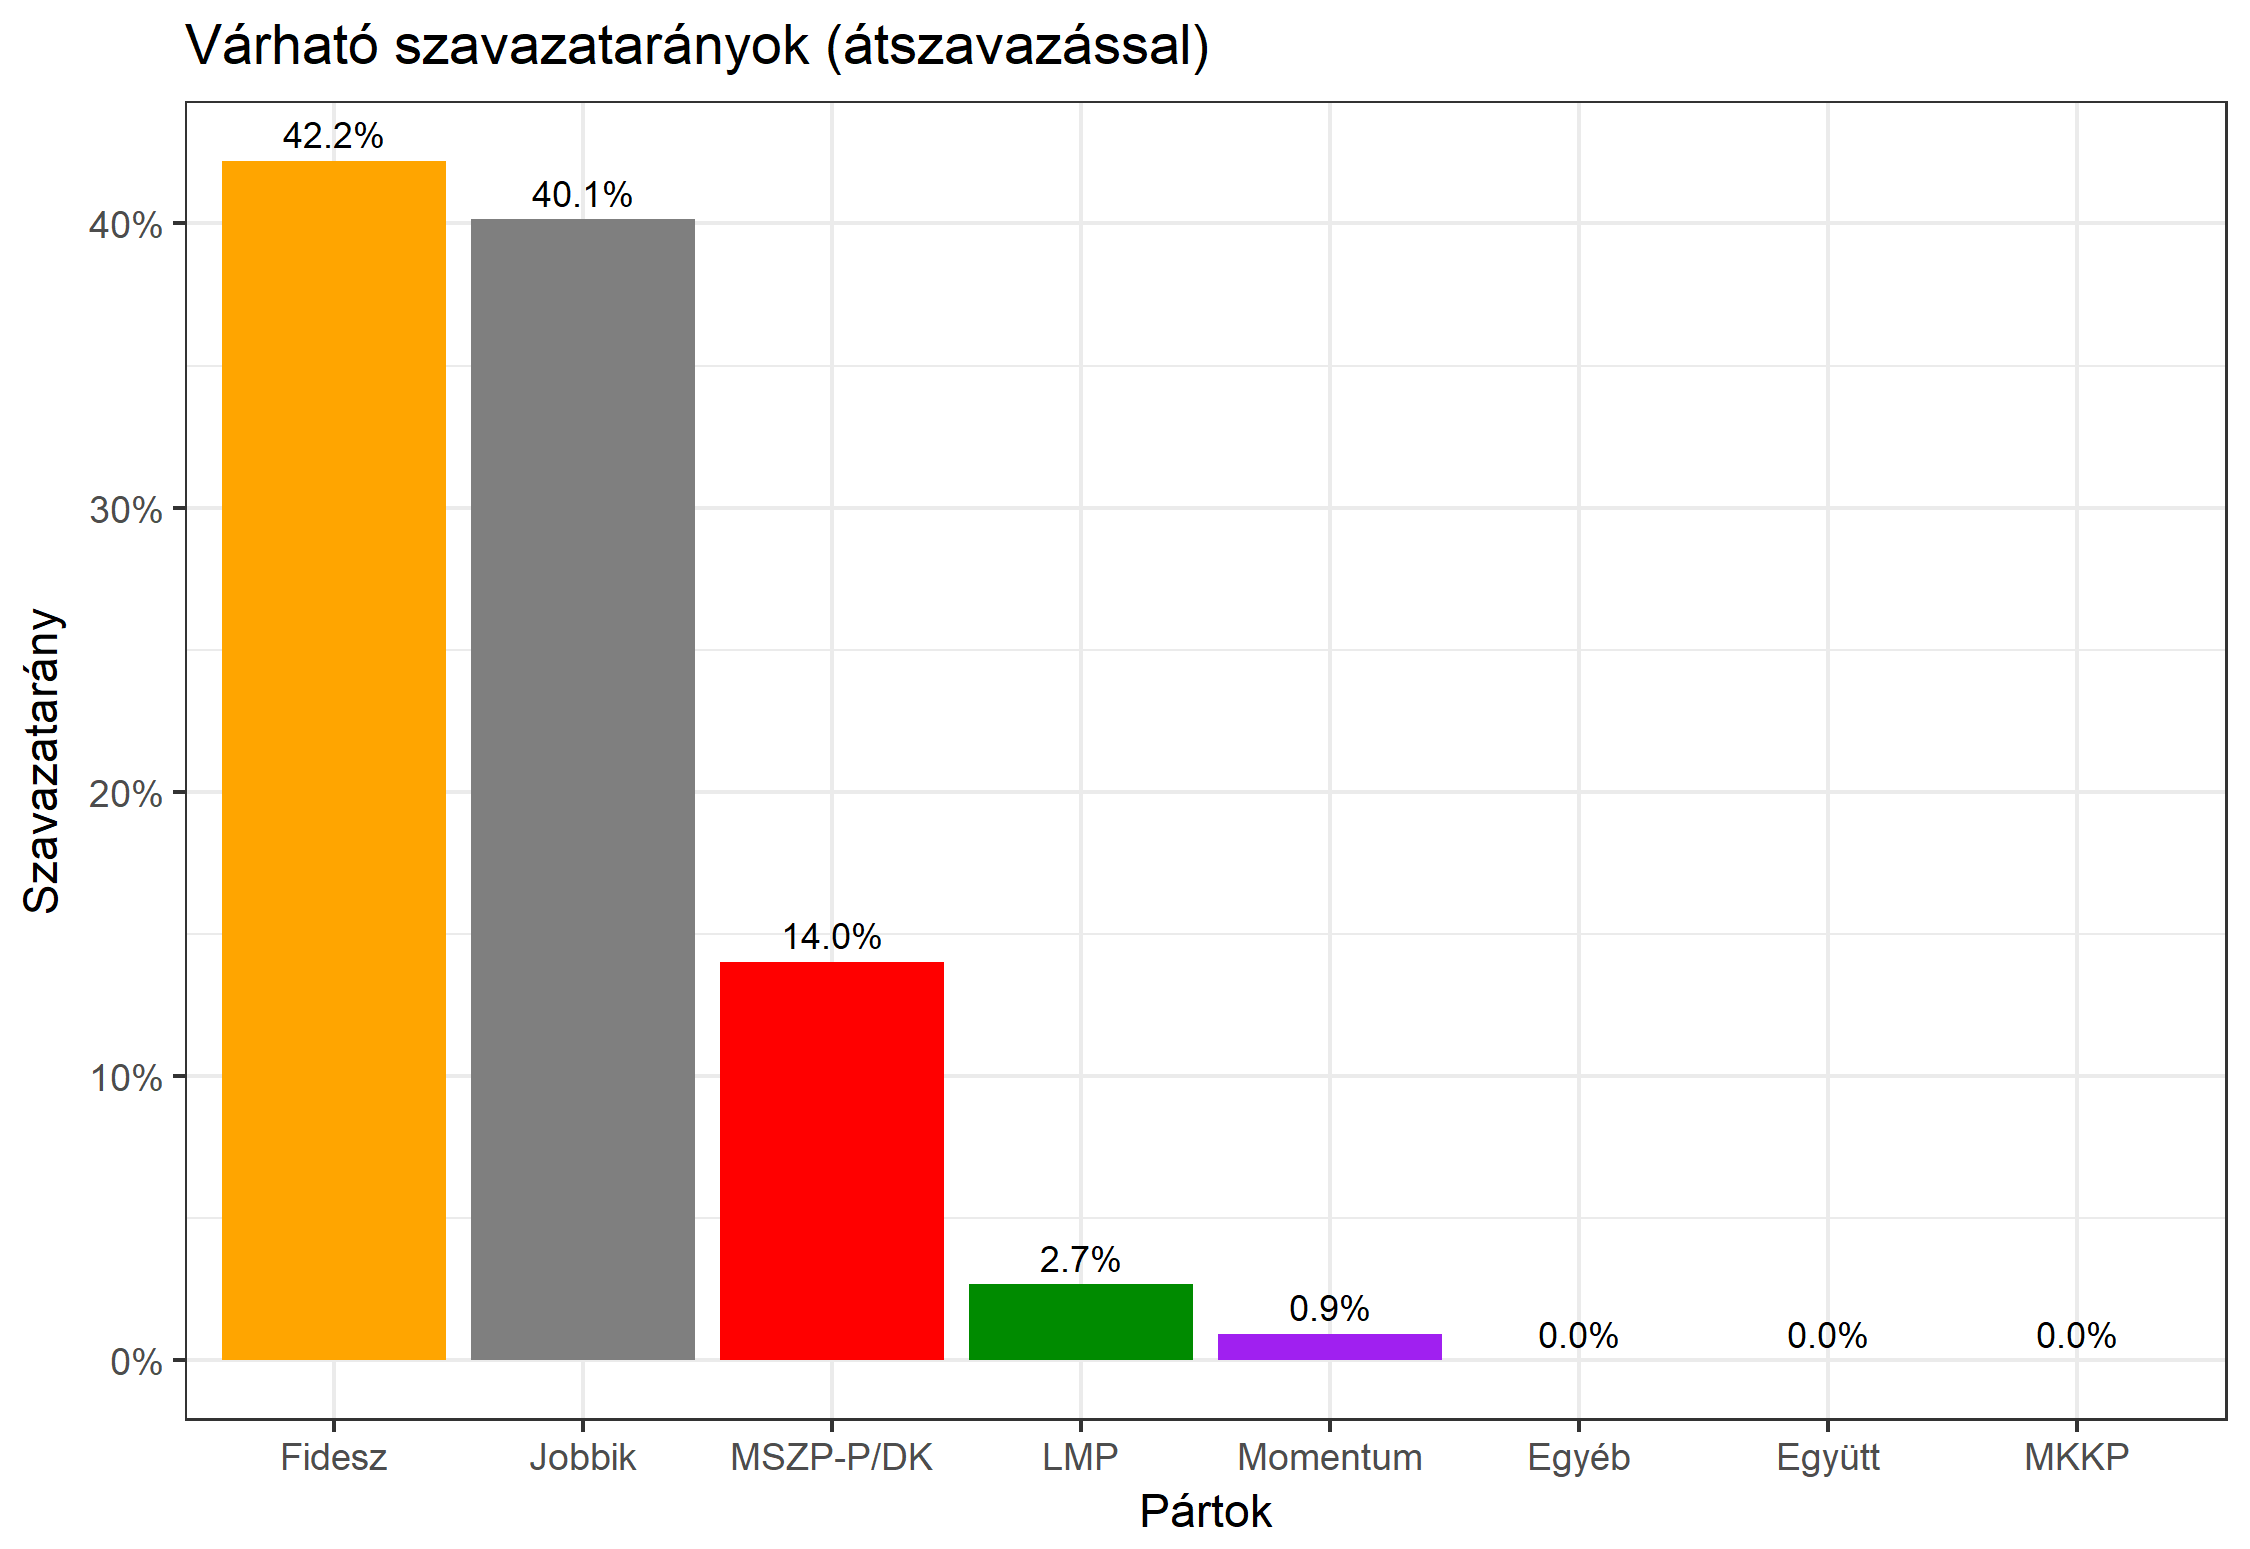 Várható szavazatarányok (átszavazással)
42.2%
40.1%
14.0%
2.7%
0.9%
0.0%
0.0%
0.0%
40%
30%
20%
10%
0%
Szavazatarány
Fidesz
Jobbik
MSZP-P/DK
LMP
Momentum
Egyéb
Együtt
MKKP
Pártok